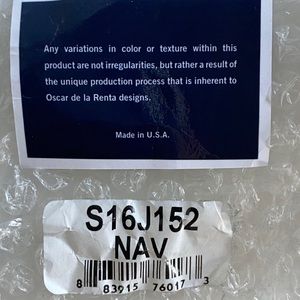 Any variations in color or texture within this
product are not irregularities, but rather a result of
the unique production process that is inherent to
Oscar de la Renta designs.
Made in U.S.A.
S16J152
NAV
8 83915 76017 3